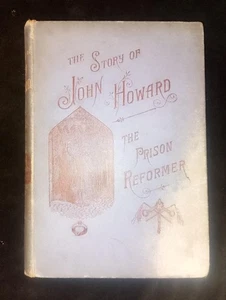 THE STORY OF
JOHN HOWARD
THE
PRISON
REFORMER